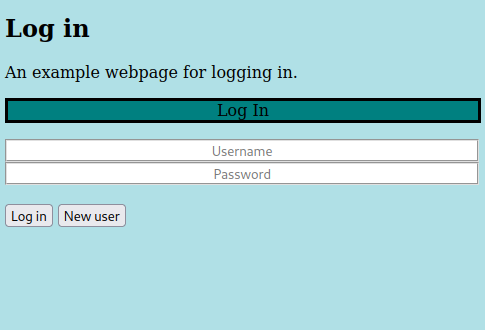 Log in
An example webpage for logging in.
Log In
Username
Password
Log in New user